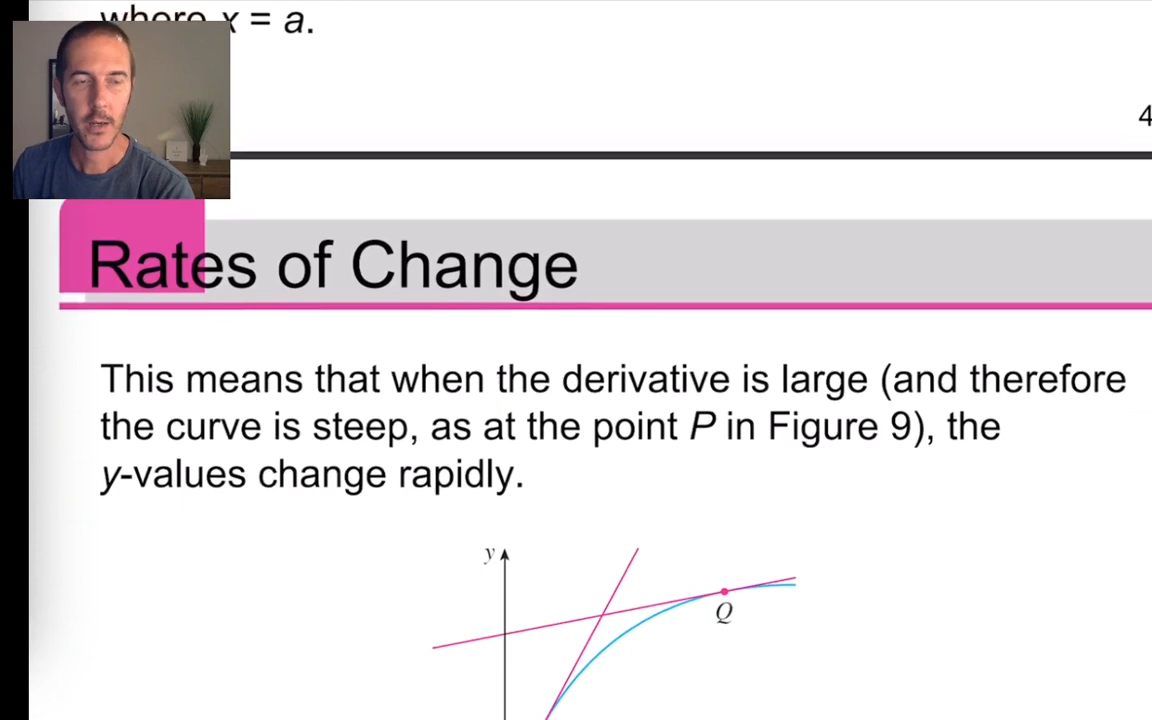 where x = a.
4
Rates of Change
This means that when the derivative is large (and therefore
the curve is steep, as at the point P in Figure 9), the
y-values change rapidly.
y
Q